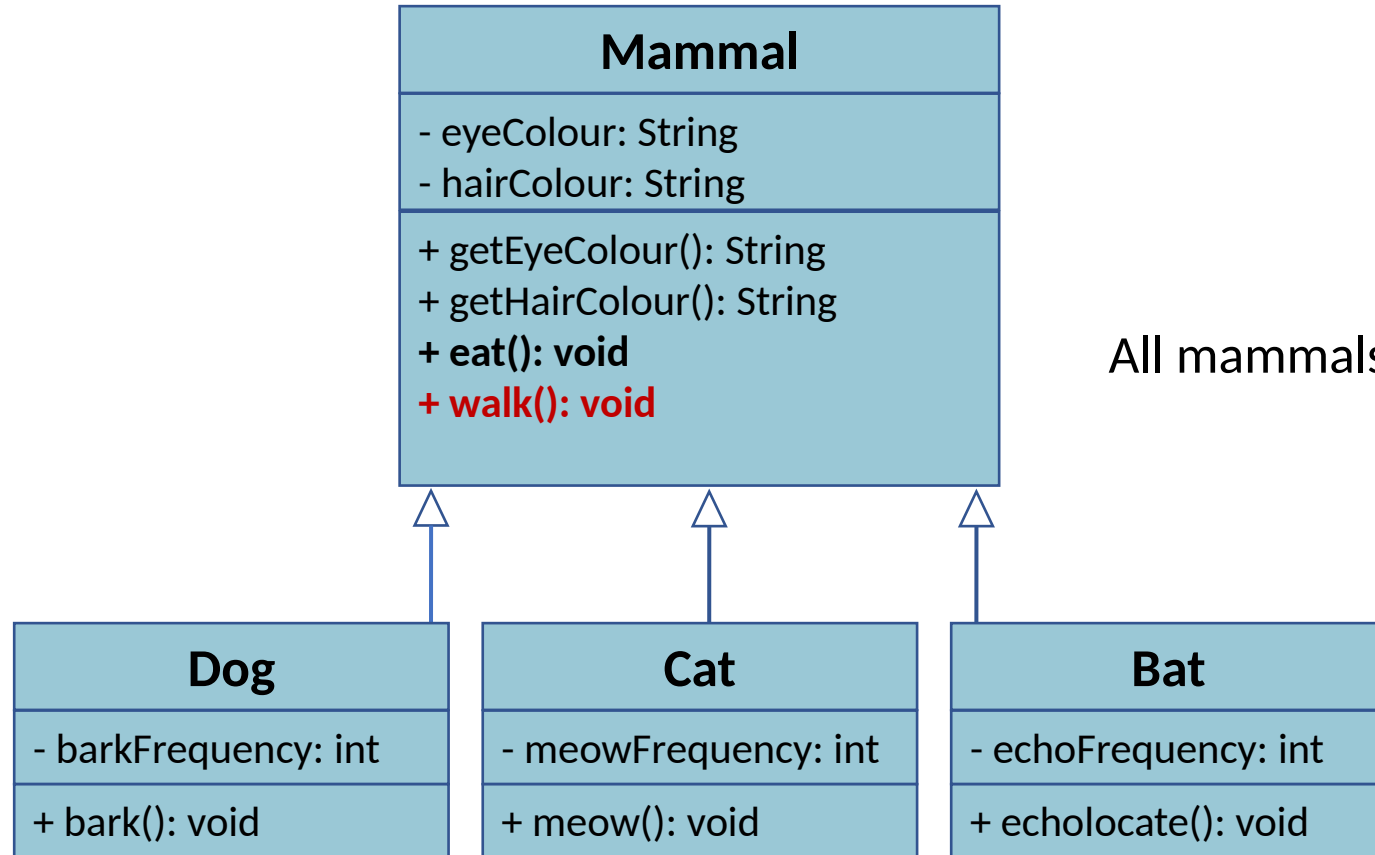 Mammal
- eyeColour: String
- hairColour: String
+ getEyeColour(): String
+ getHairColour(): String
+ eat(): void
+ walk(): void
All mammals
Dog
- barkFrequency: int
+ bark(): void
Cat
- meowFrequency: int
+ meow(): void
Bat
- echoFrequency: int
+ echolocate(): void